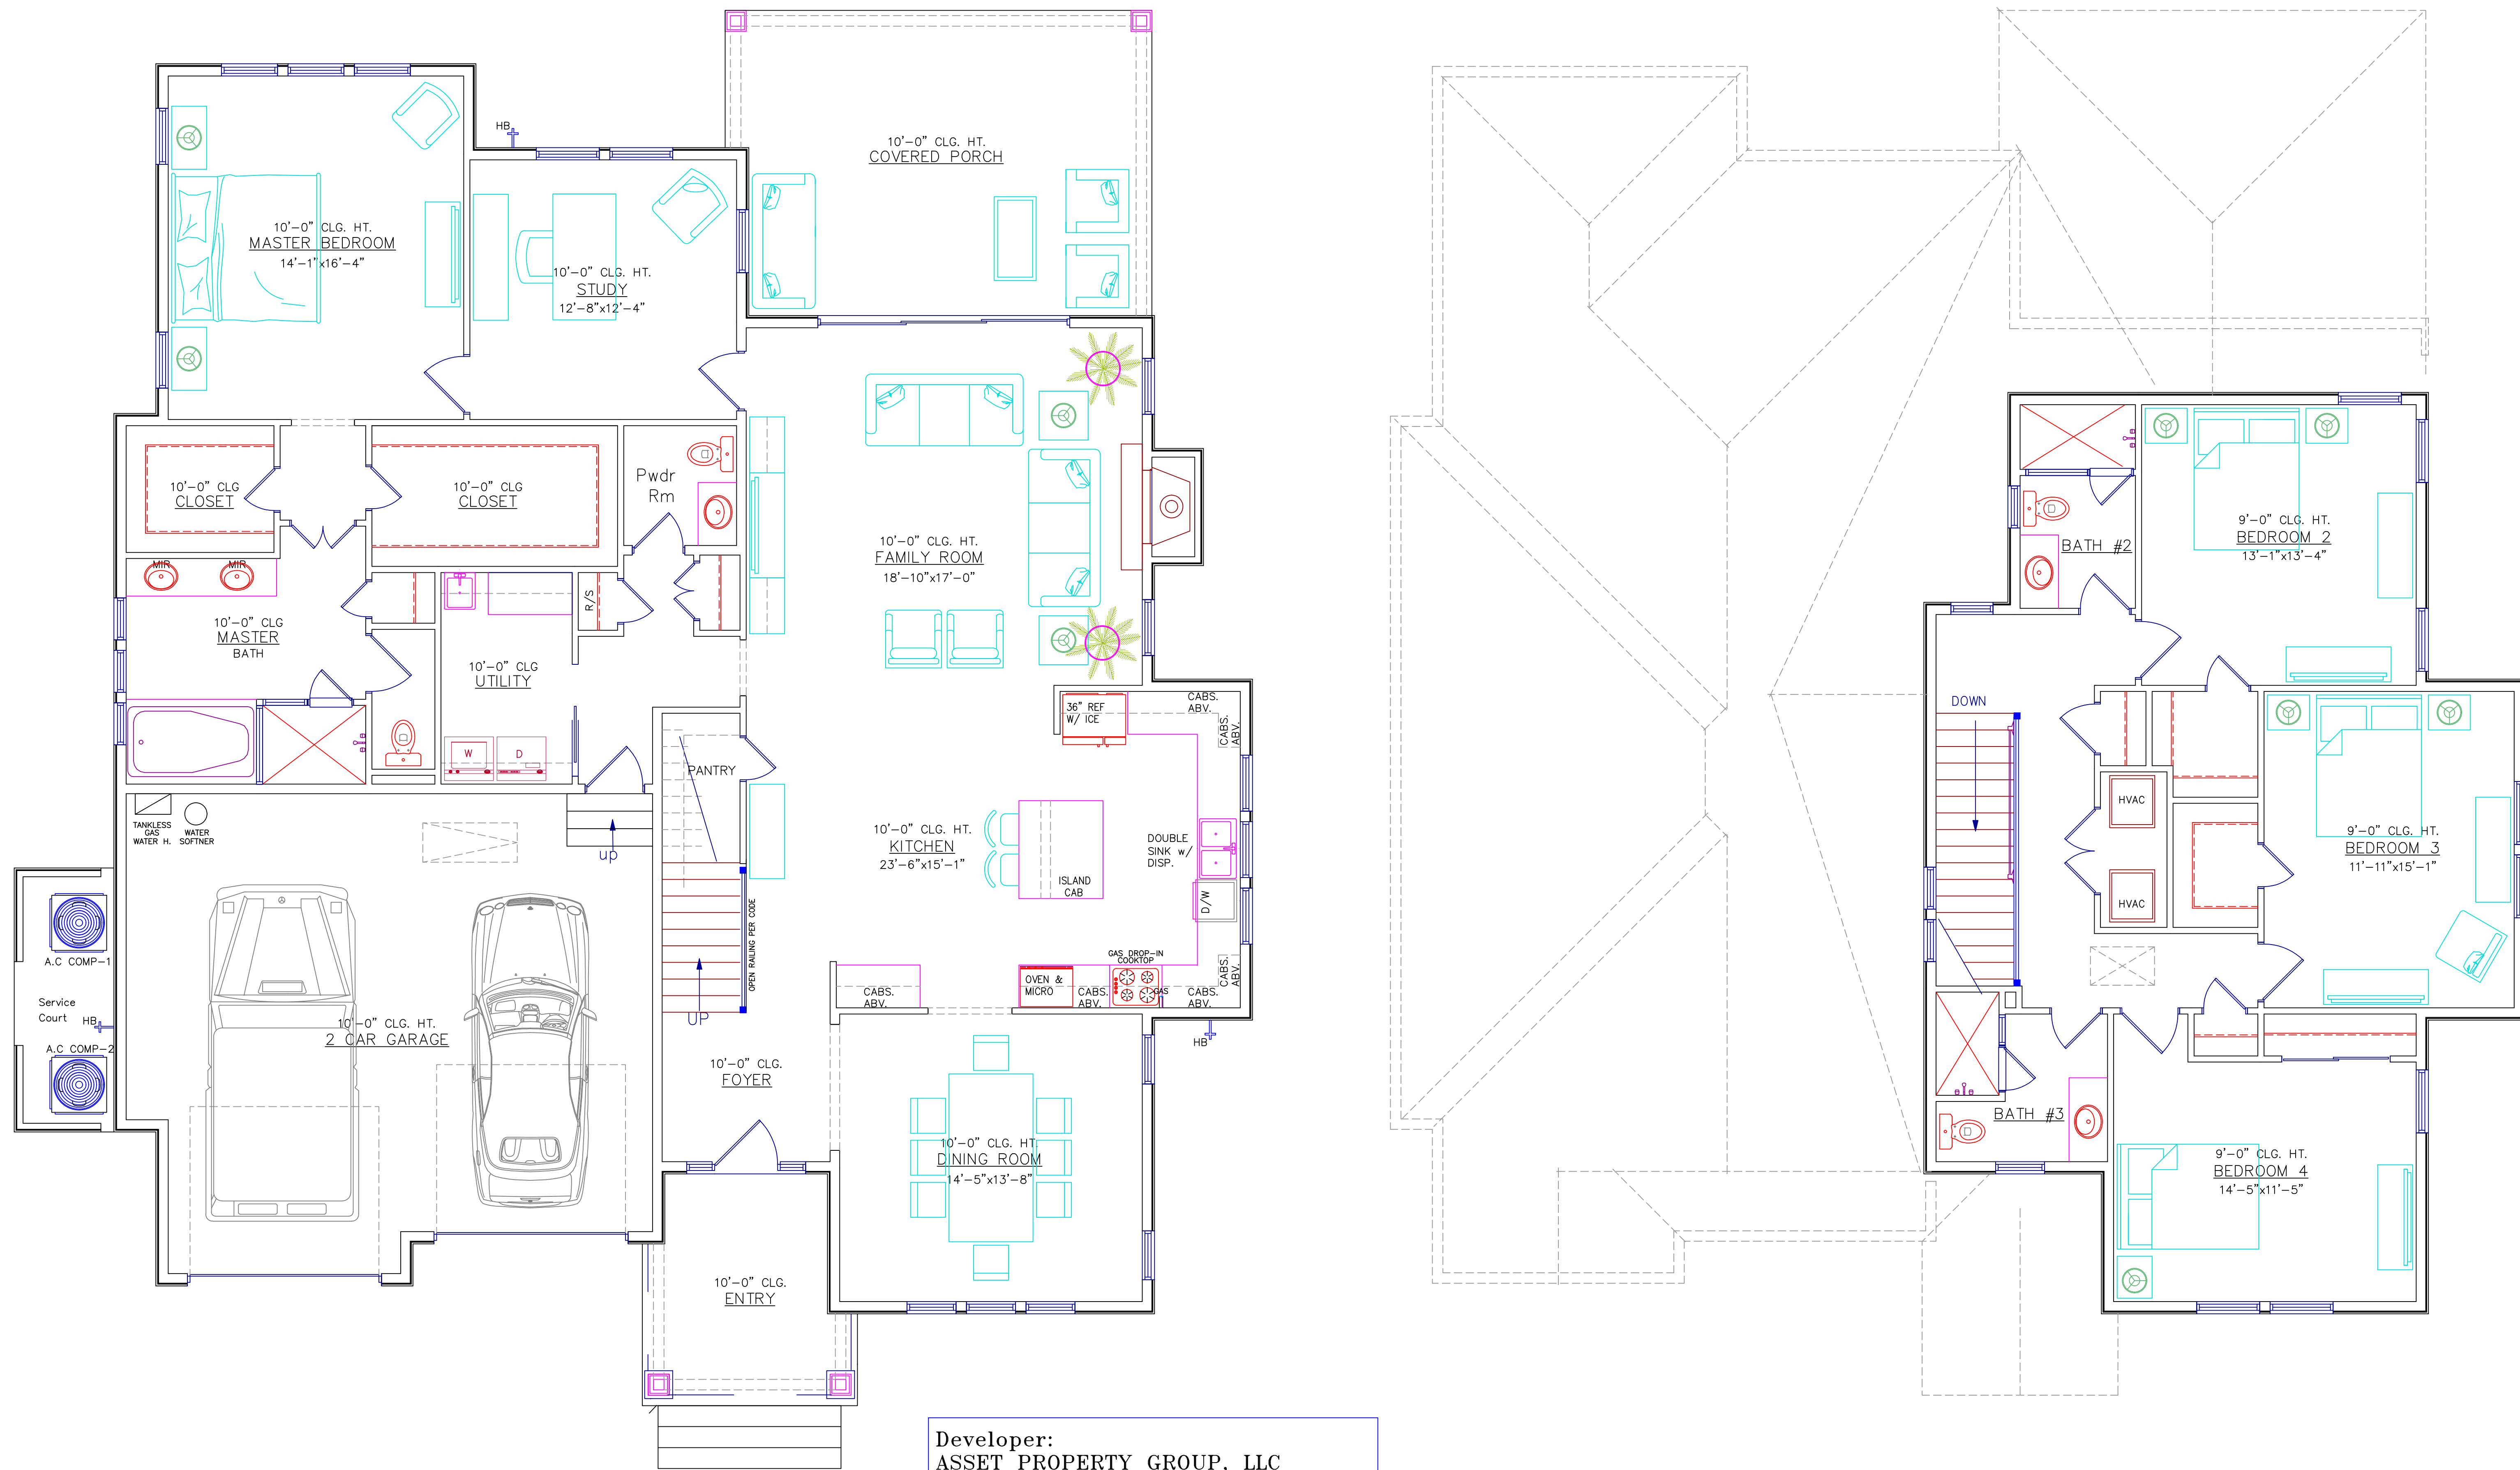 10'-0" CLG. HT.
COVERED PORCH
HB
10'-0" CLG. HT.
MASTER BEDROOM
14'-1"x16'-4"
10'-0" CLG. HT.
STUDY
12'-8"x12'-4"
10'-0" CLG
CLOSET
10'-0" CLG
CLOSET
Pwdr
Rm
10'-0" CLG. HT.
FAMILY ROOM
18'-10"x17'-0"
MIR
MIR
R/S
10'-0" CLG
MASTER
BATH
10'-0" CLG
UTILITY
W
D
36" REF
W/ ICE
CABS.
ABV.
CABS.
ABV.
PANTRY
TANKLESS
GAS
WATER H.
WATER
SOFTNER
up
10'-0" CLG. HT.
KITCHEN
23'-6"x15'-1"
ISLAND
CAB
DOUBLE
SINK w/
DISP.
D/W
OPEN RAILING PER CODE
UP
GAS DROP-IN
COOKTOP
GAS
OVEN &
MICRO
CABS.
ABV.
CABS.
ABV.
CABS.
ABV.
CABS.
ABV.
HB
A.C COMP-1
Service
Court
HB
A.C COMP-2
10'-0" CLG. HT.
2 CAR GARAGE
10'-0" CLG.
FOYER
10'-0" CLG. HT.
DINING ROOM
14'-5"x13'-8"
10'-0" CLG.
ENTRY
9'-0" CLG. HT.
BEDROOM 2
13'-1"x13'-4"
BATH #2
DOWN
HVAC
HVAC
9'-0" CLG. HT.
BEDROOM 3
11'-11"x15'-1"
BATH #3
9'-0" CLG. HT.
BEDROOM 4
14'-5"x11'-5"
Developer:
ASSET PROPERTY GROUP, LLC